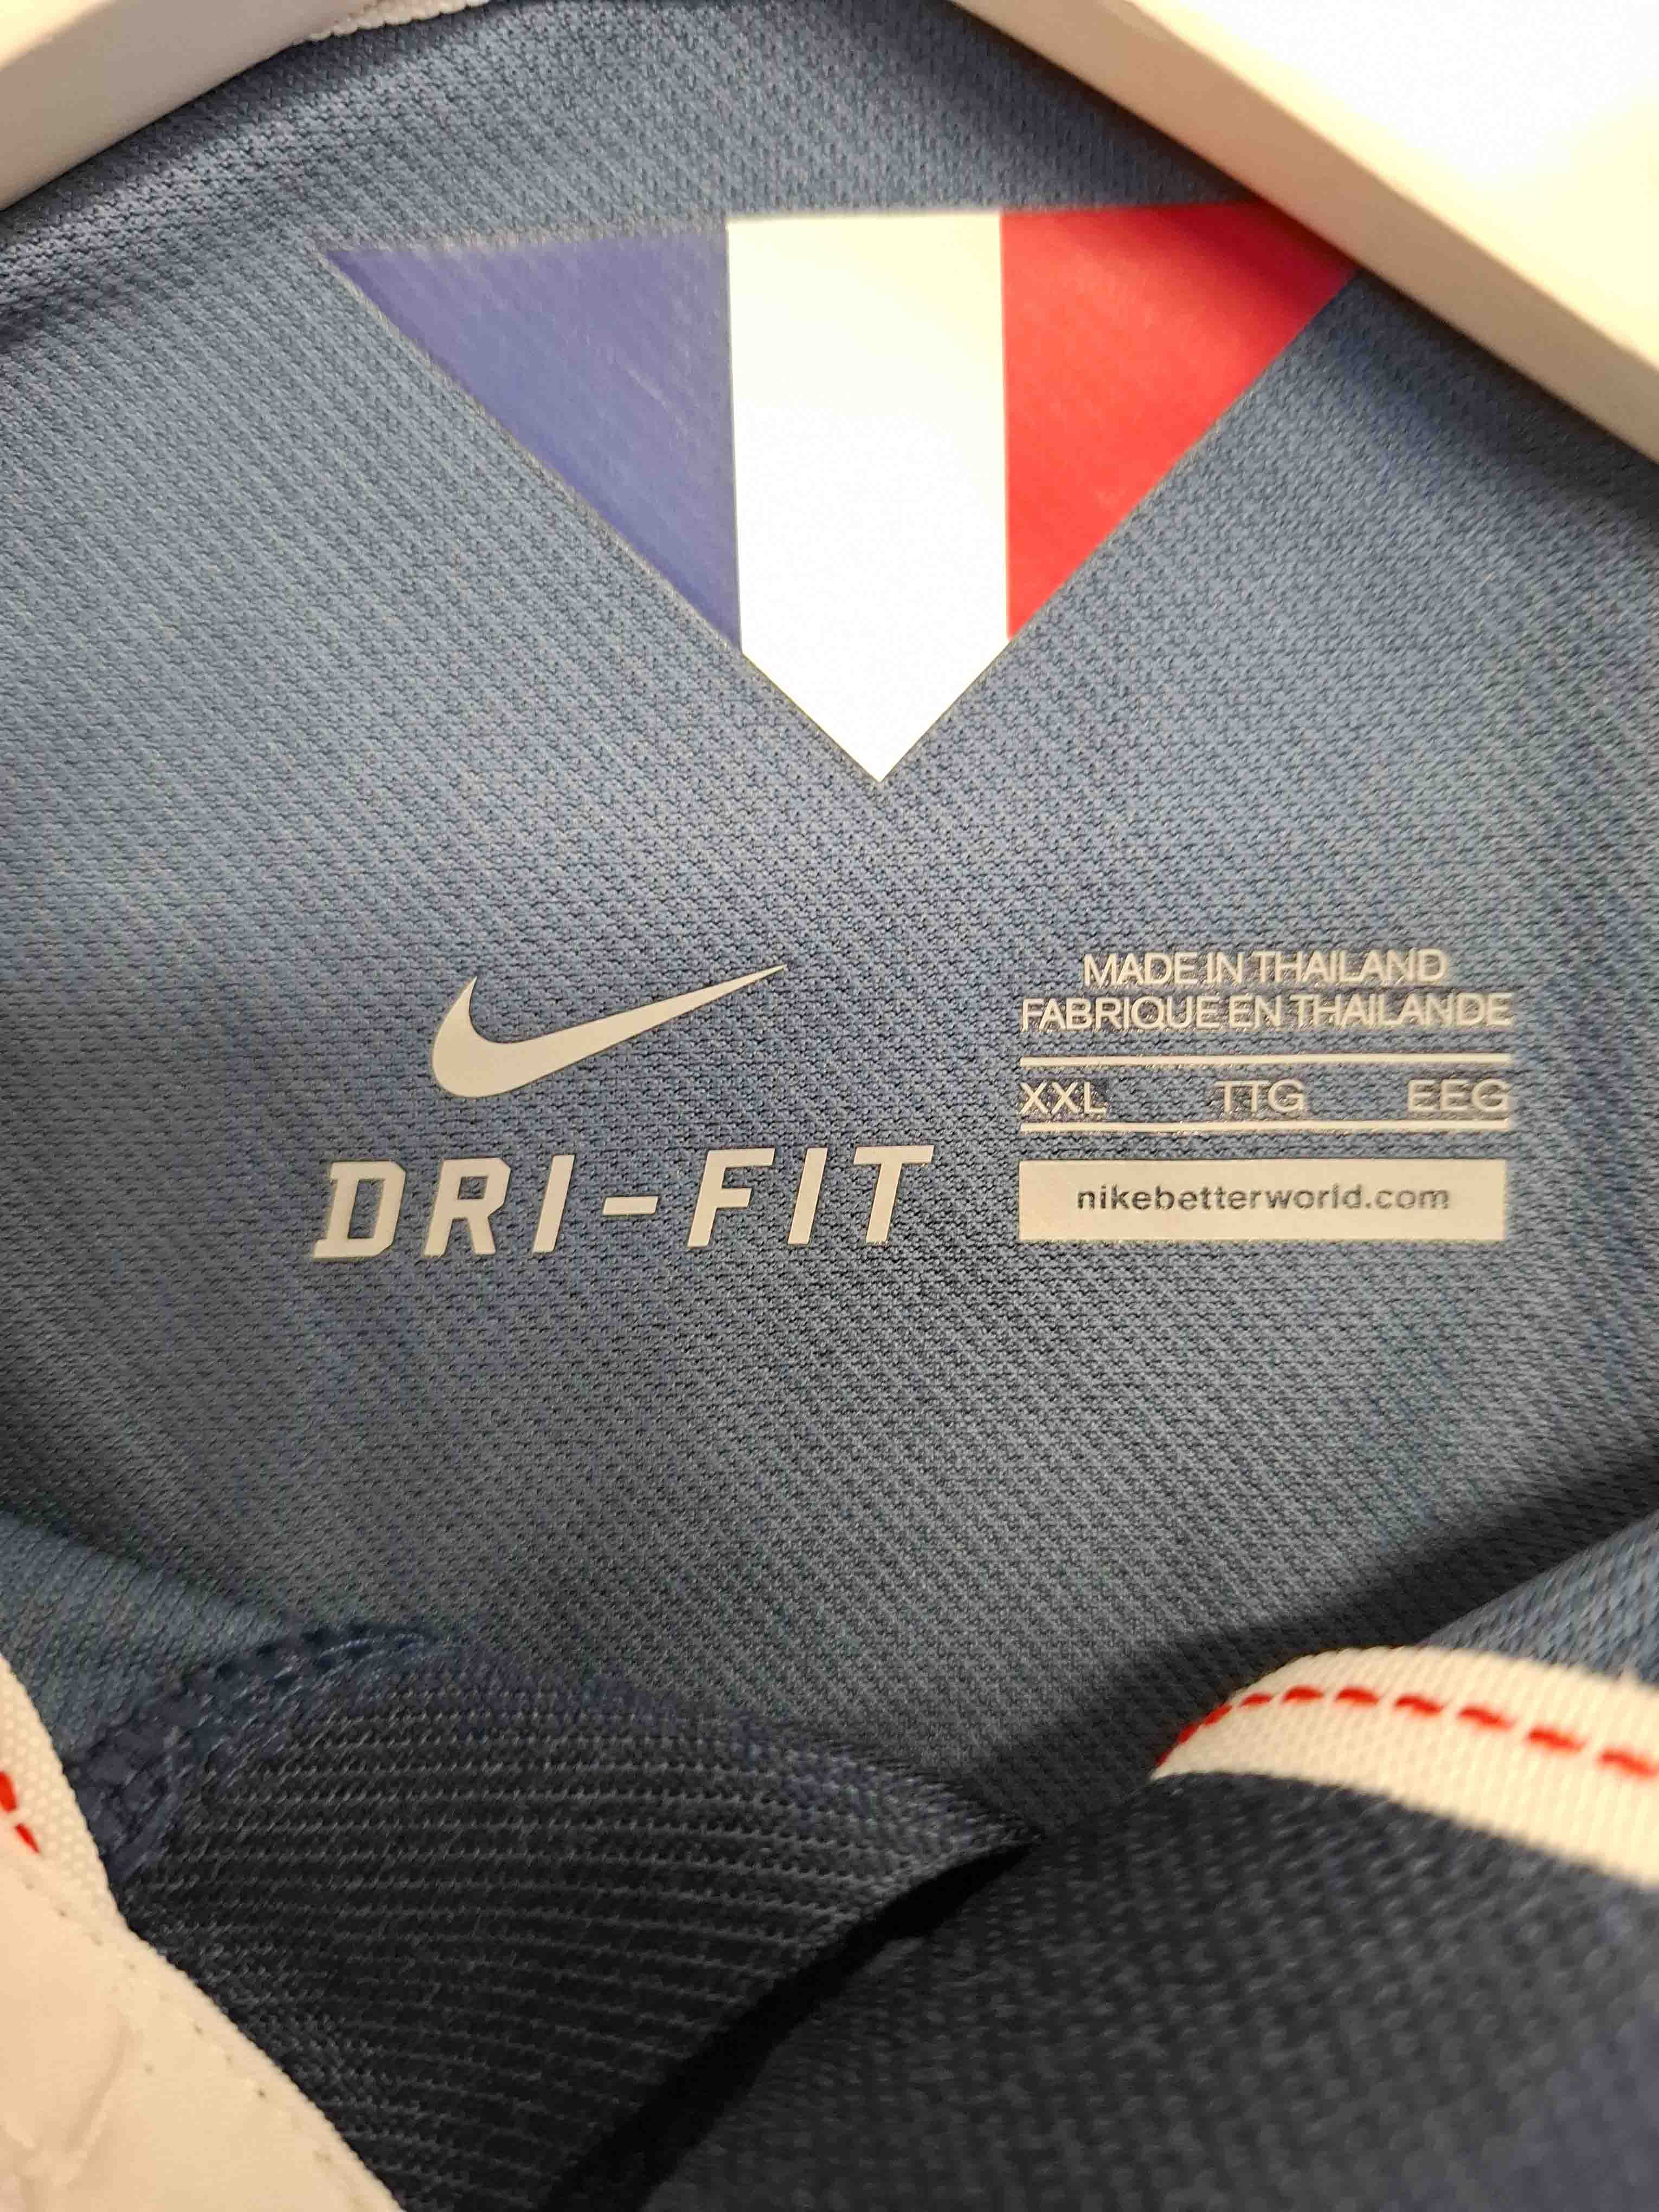 MADE IN THAILAND
FABRIQUE EN THAILANDE
XXL TTG EEG
DRI-FIT
nikebetterworld.com